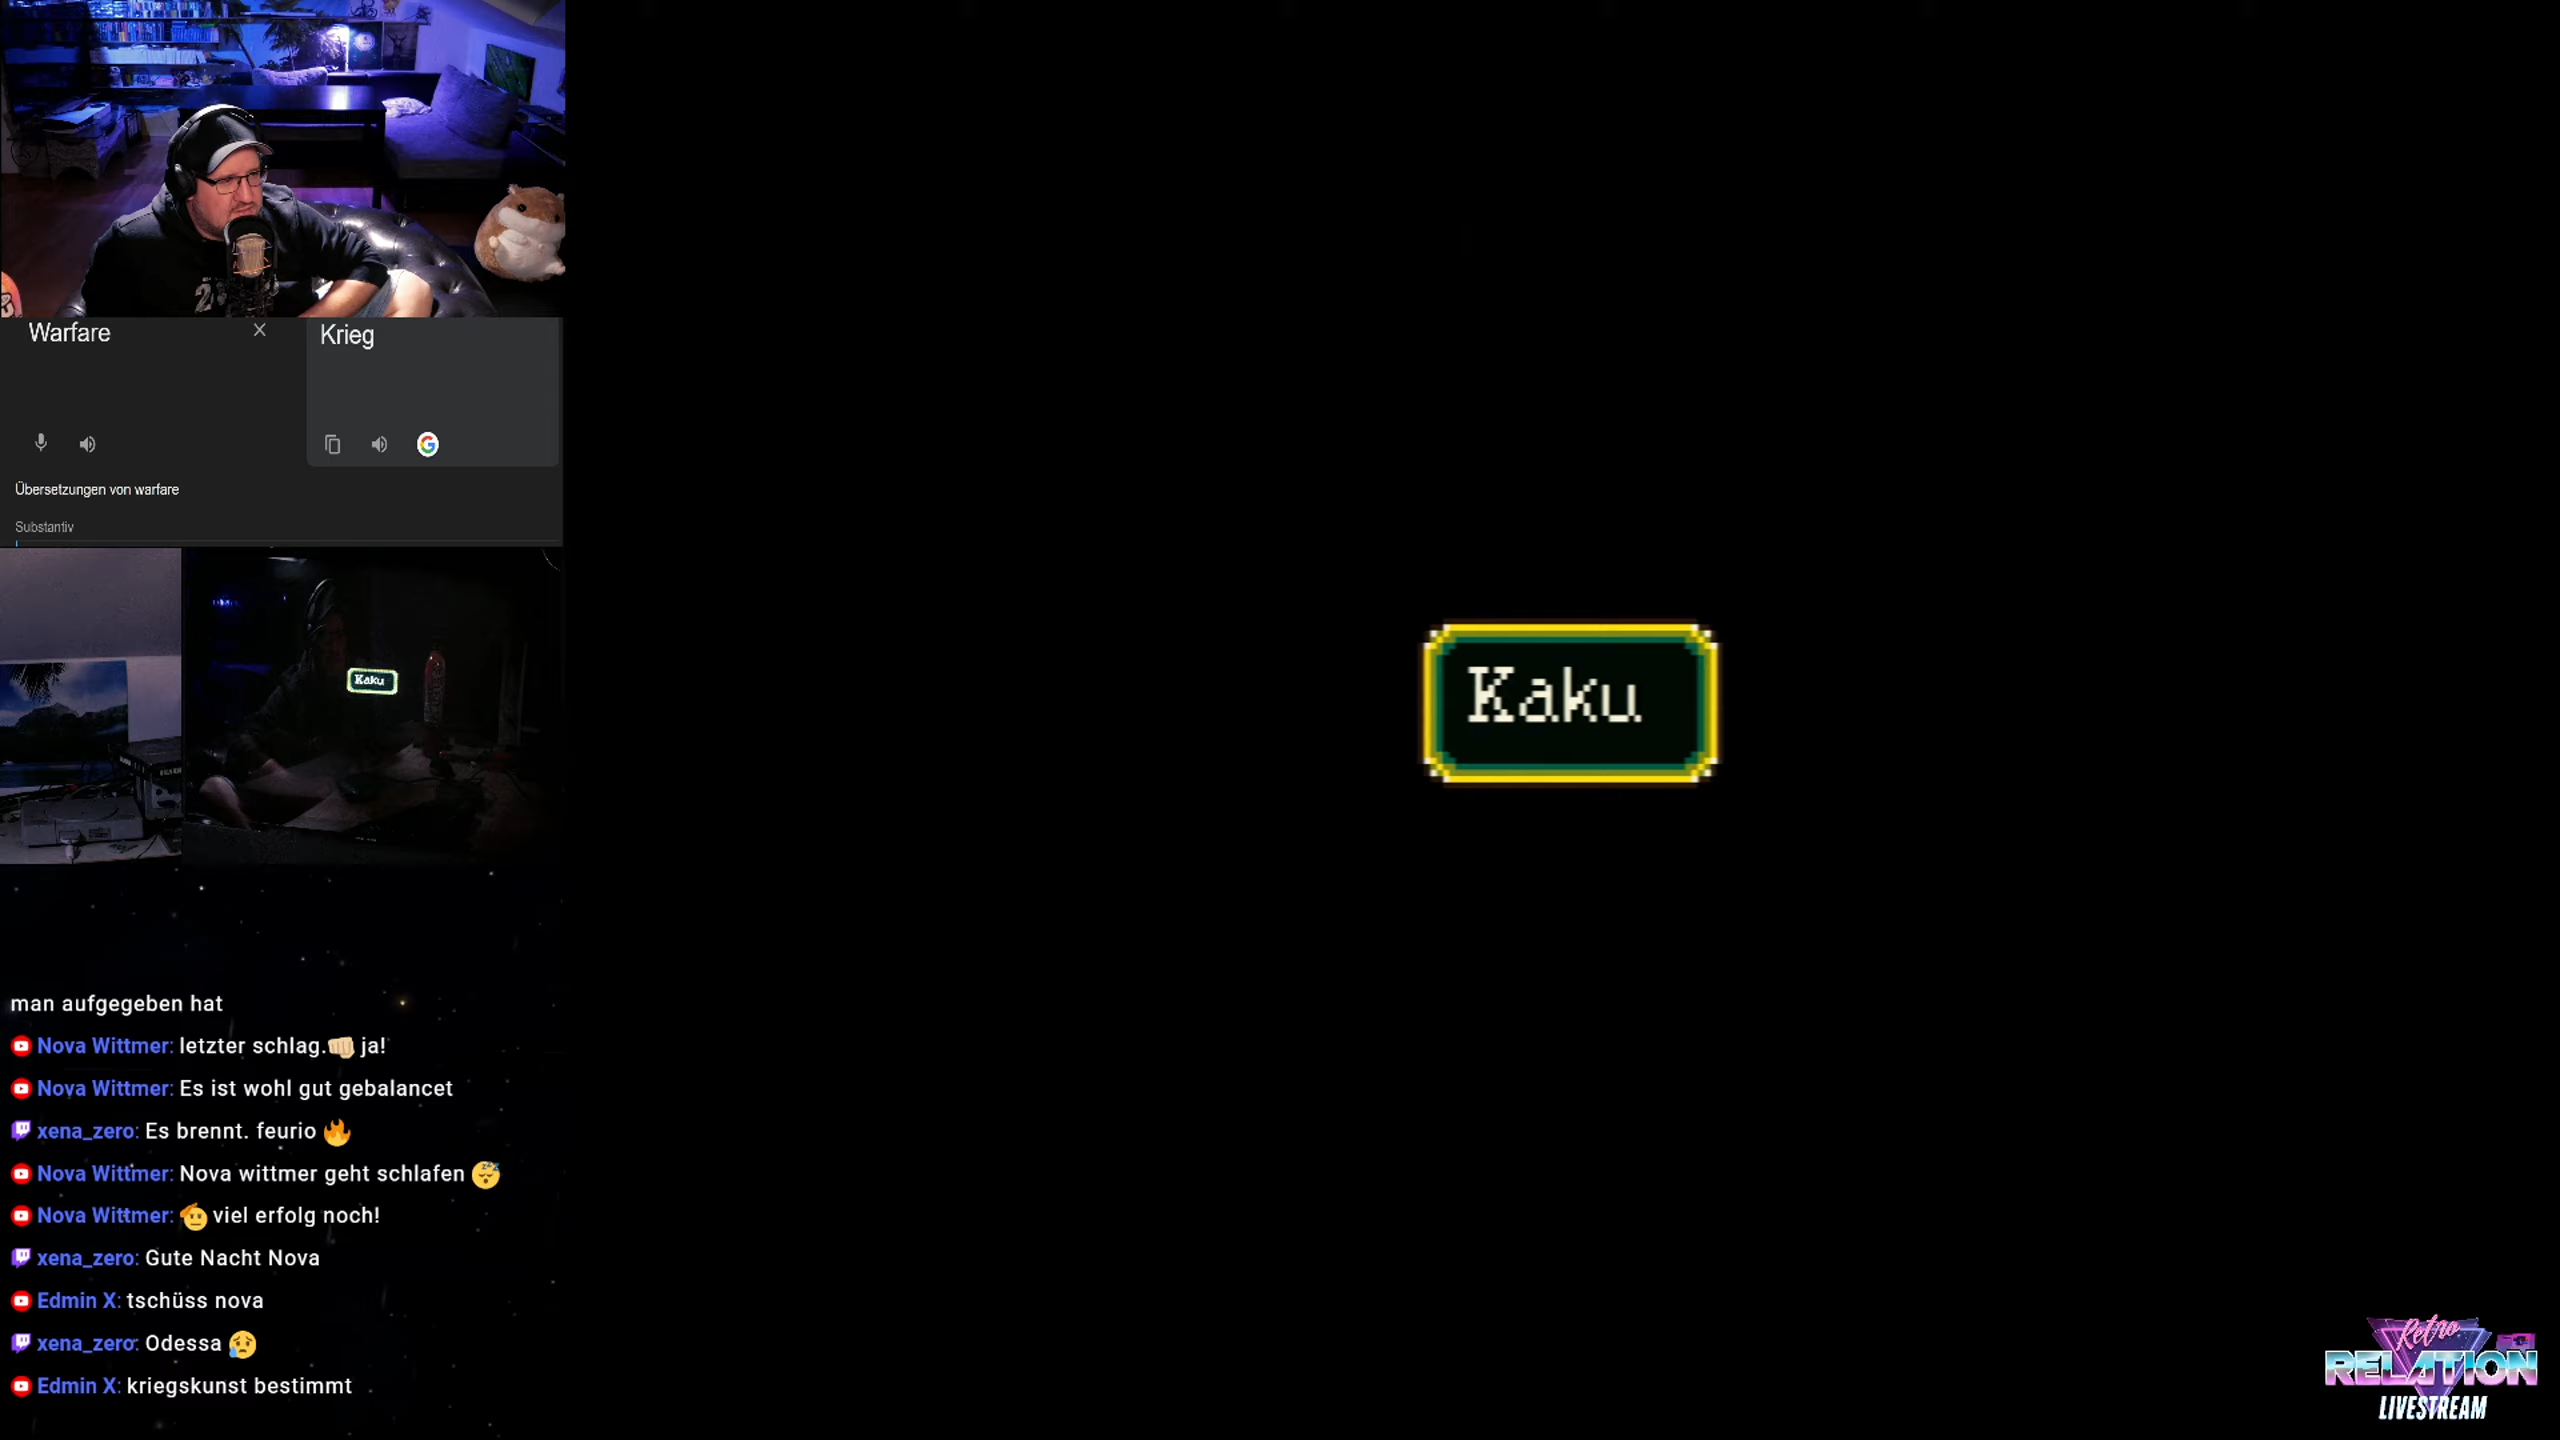 Warfare
Krieg
Übersetzungen von warfare
Substantiv
Kaku
Kaku
man aufgegeben hat
Nova Wittmer: letzter schlag.👊🏻 ja!
Nova Wittmer: Es ist wohl gut gebalancet
xena_zero: Es brennt. feurio 🔥
Nova Wittmer: Nova wittmer geht schlafen 😴
Nova Wittmer: 🫡 viel erfolg noch!
xena_zero: Gute Nacht Nova
Edmin X: tschüss nova
xena_zero: Odessa 😥
Edmin X: kriegskunst bestimmt
Retro
RELATION
LIVESTREAM